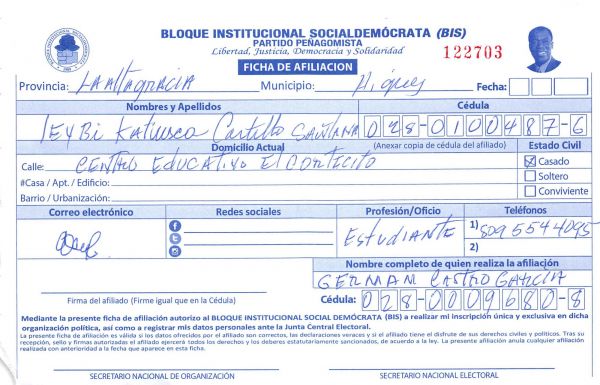 BLOQUE INSTITUCIONAL SOCIALDEMÓCRATA (BIS)
PARTIDO PEÑAGOMISTA
Libertad, Justicia, Democracia y Solidaridad
122703
FICHA DE AFILIACION
Provincia: LAAltagracia Municipio: Higuey Fecha:
Nombres y Apellidos Cédula
Leybi Katiusca Castillo SANTANA 028-0100487-6
Domicilio Actual (Anexar copia de cédula del afiliado) Estado Civil
Calle: CENTRO EDUCATIVO El CORTECITO Casado
#Casa / Apt. / Edificio: Soltero
Barrio / Urbanización: Conviviente
Correo electrónico Redes sociales Profesión/Oficio Teléfonos
ESTUDIANTE 1) 809 554 4095
2)
Nombre completo de quien realiza la afiliación
GERMAN CASTRO GARCIA
Firma del afiliado (Firme igual que en la Cédula) Cédula: 028-0009680-8
Mediante la presente ficha de afiliación autorizo al BLOQUE INSTITUCIONAL SOCIAL DEMÓCRATA (BIS) a realizar mi inscripción única y exclusiva en dicha
organización política, así como a registrar mis datos personales ante la Junta Central Electoral.
La presente ficha de afiliación es válida si los datos ofrecidos por el afiliado son correctos, las declaraciones veraces y si el afiliado tiene el disfrute de sus derechos civiles y políticos. Tras su
recepción, sello y firmas autorizadas el afiliado ejercerá todos los derechos y los deberes estatutariamente sancionados, de acuerdo a la ley. La presente afiliación anula cualquier afiliación
realizada con anterioridad a la fecha que aparece en esta ficha.
SECRETARIO NACIONAL DE ORGANIZACIÓN SECRETARIO NACIONAL ELECTORAL